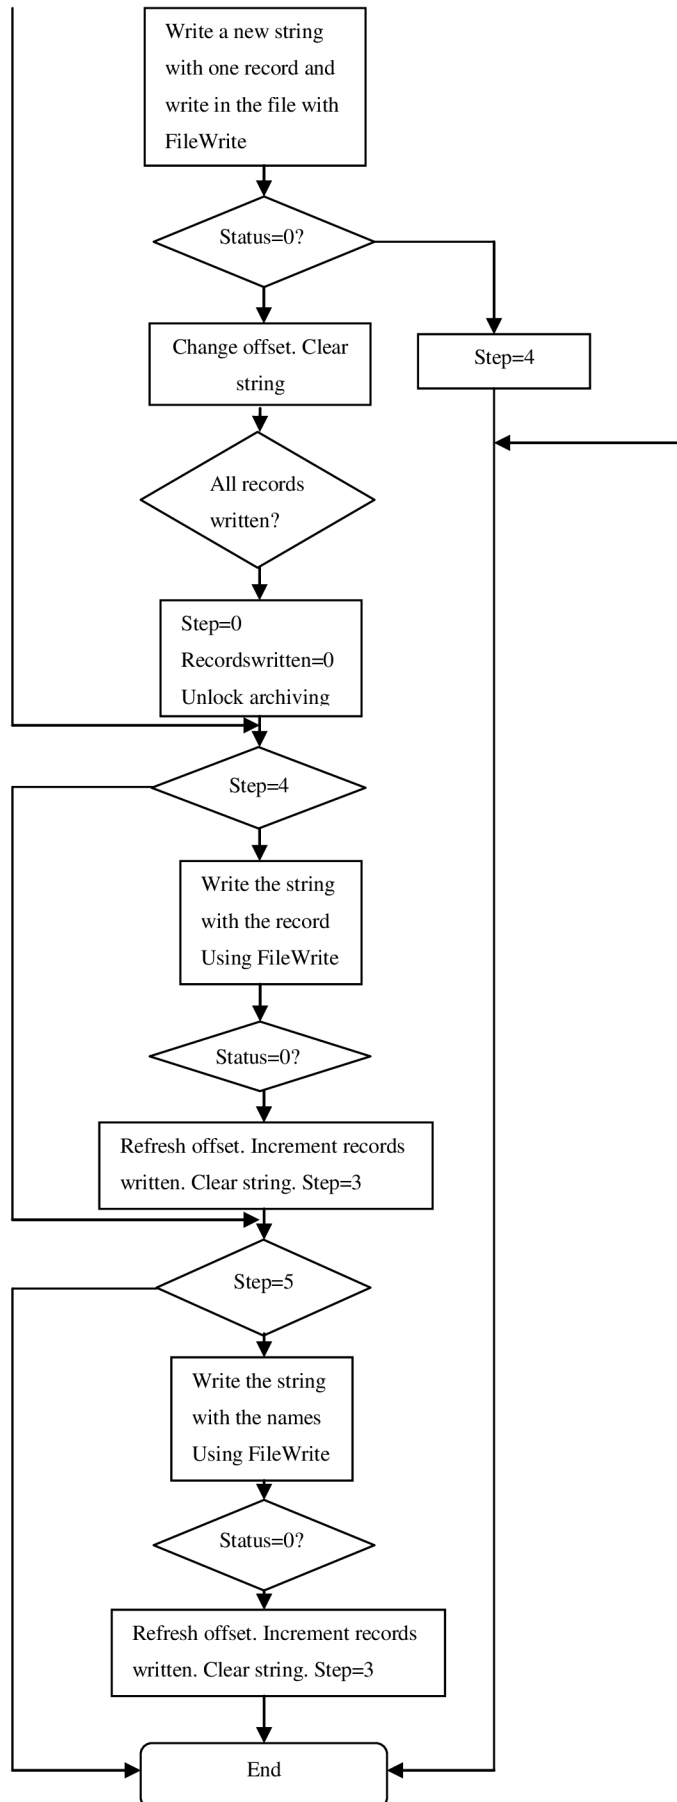 Write a new string
with one record and
write in the file with
FileWrite
Status=0?
Change offset. Clear
string
Step=4
All records
written?
Step=0
Recordswritten=0
Unlock archiving
Step=4
Write the string
with the record
Using FileWrite
Status=0?
Refresh offset. Increment records
written. Clear string. Step=3
Step=5
Write the string
with the names
Using FileWrite
Status=0?
Refresh offset. Increment records
written. Clear string. Step=3
End